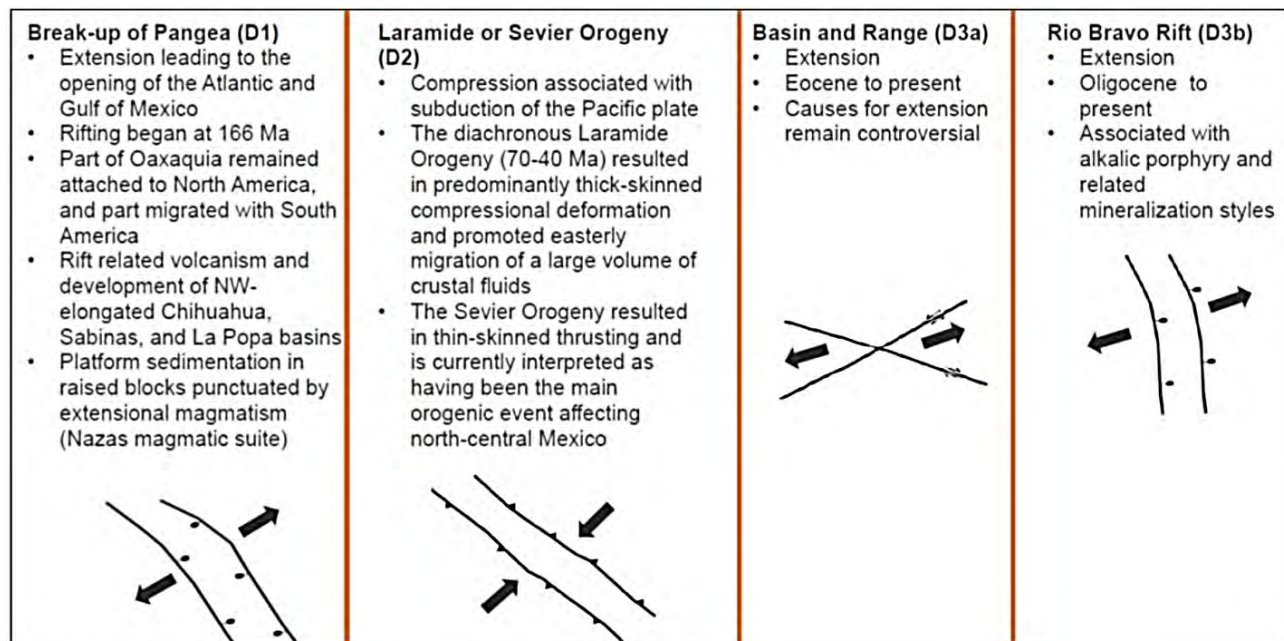 Break-up of Pangea (D1)
• Extension leading to the
opening of the Atlantic and
Gulf of Mexico
• Rifting began at 166 Ma
• Part of Oaxaquia remained
attached to North America,
and part migrated with South
America
• Rift related volcanism and
development of NW-
elongated Chihuahua,
Sabinas, and La Popa basins
• Platform sedimentation in
raised blocks punctuated by
extensional magmatism
(Nazas magmatic suite)
Laramide or Sevier Orogeny
(D2)
• Compression associated with
subduction of the Pacific plate
• The diachronous Laramide
Orogeny (70-40 Ma) resulted
in predominantly thick-skinned
compressional deformation
and promoted easterly
migration of a large volume of
crustal fluids
• The Sevier Orogeny resulted
in thin-skinned thrusting and
is currently interpreted as
having been the main
orogenic event affecting
north-central Mexico
Basin and Range (D3a)
• Extension
• Eocene to present
• Causes for extension
remain controversial
Rio Bravo Rift (D3b)
• Extension
• Oligocene to
present
• Associated with
alkalic porphyry and
related
mineralization styles